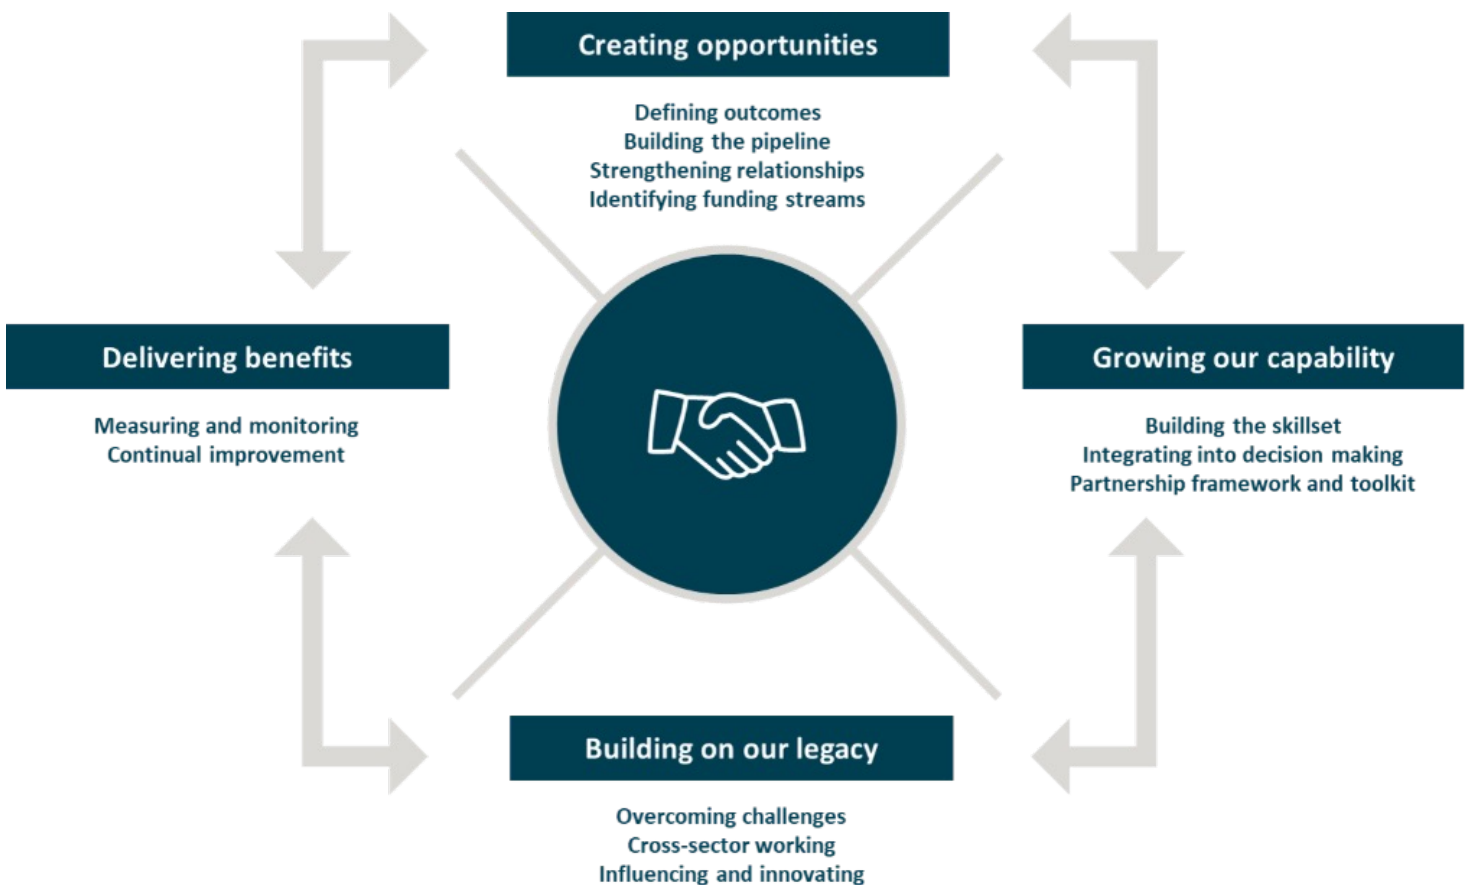 Creating opportunities
Defining outcomes
Building the pipeline
Strengthening relationships
Identifying funding streams
Delivering benefits
Measuring and monitoring
Continual improvement
Growing our capability
Building the skillset
Integrating into decision making
Partnership framework and toolkit
Building on our legacy
Overcoming challenges
Cross-sector working
Influencing and innovating